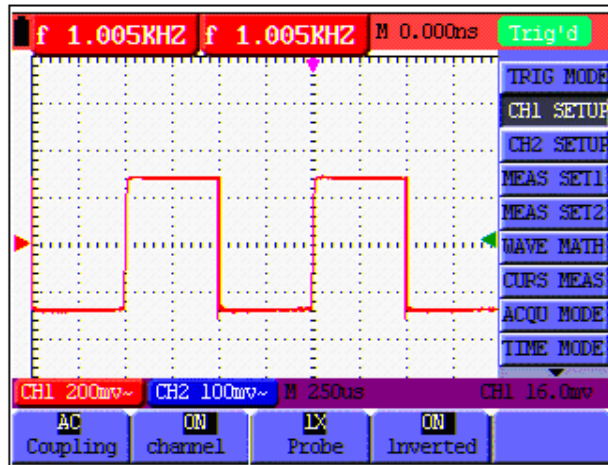 f 1.005KHZ f 1.005KHZ M 0.000ns Trig'd
TRIG MODE
CH1 SETUP
CH2 SETUP
MEAS SET1
MEAS SET2
WAVE MATH
CURS MEAS
ACQU MODE
TIME MODE
CH1 200mv~ CH2 100mv~ M 250us CH1 16.0mv
AC ON 1X ON
Coupling channel Probe Inverted